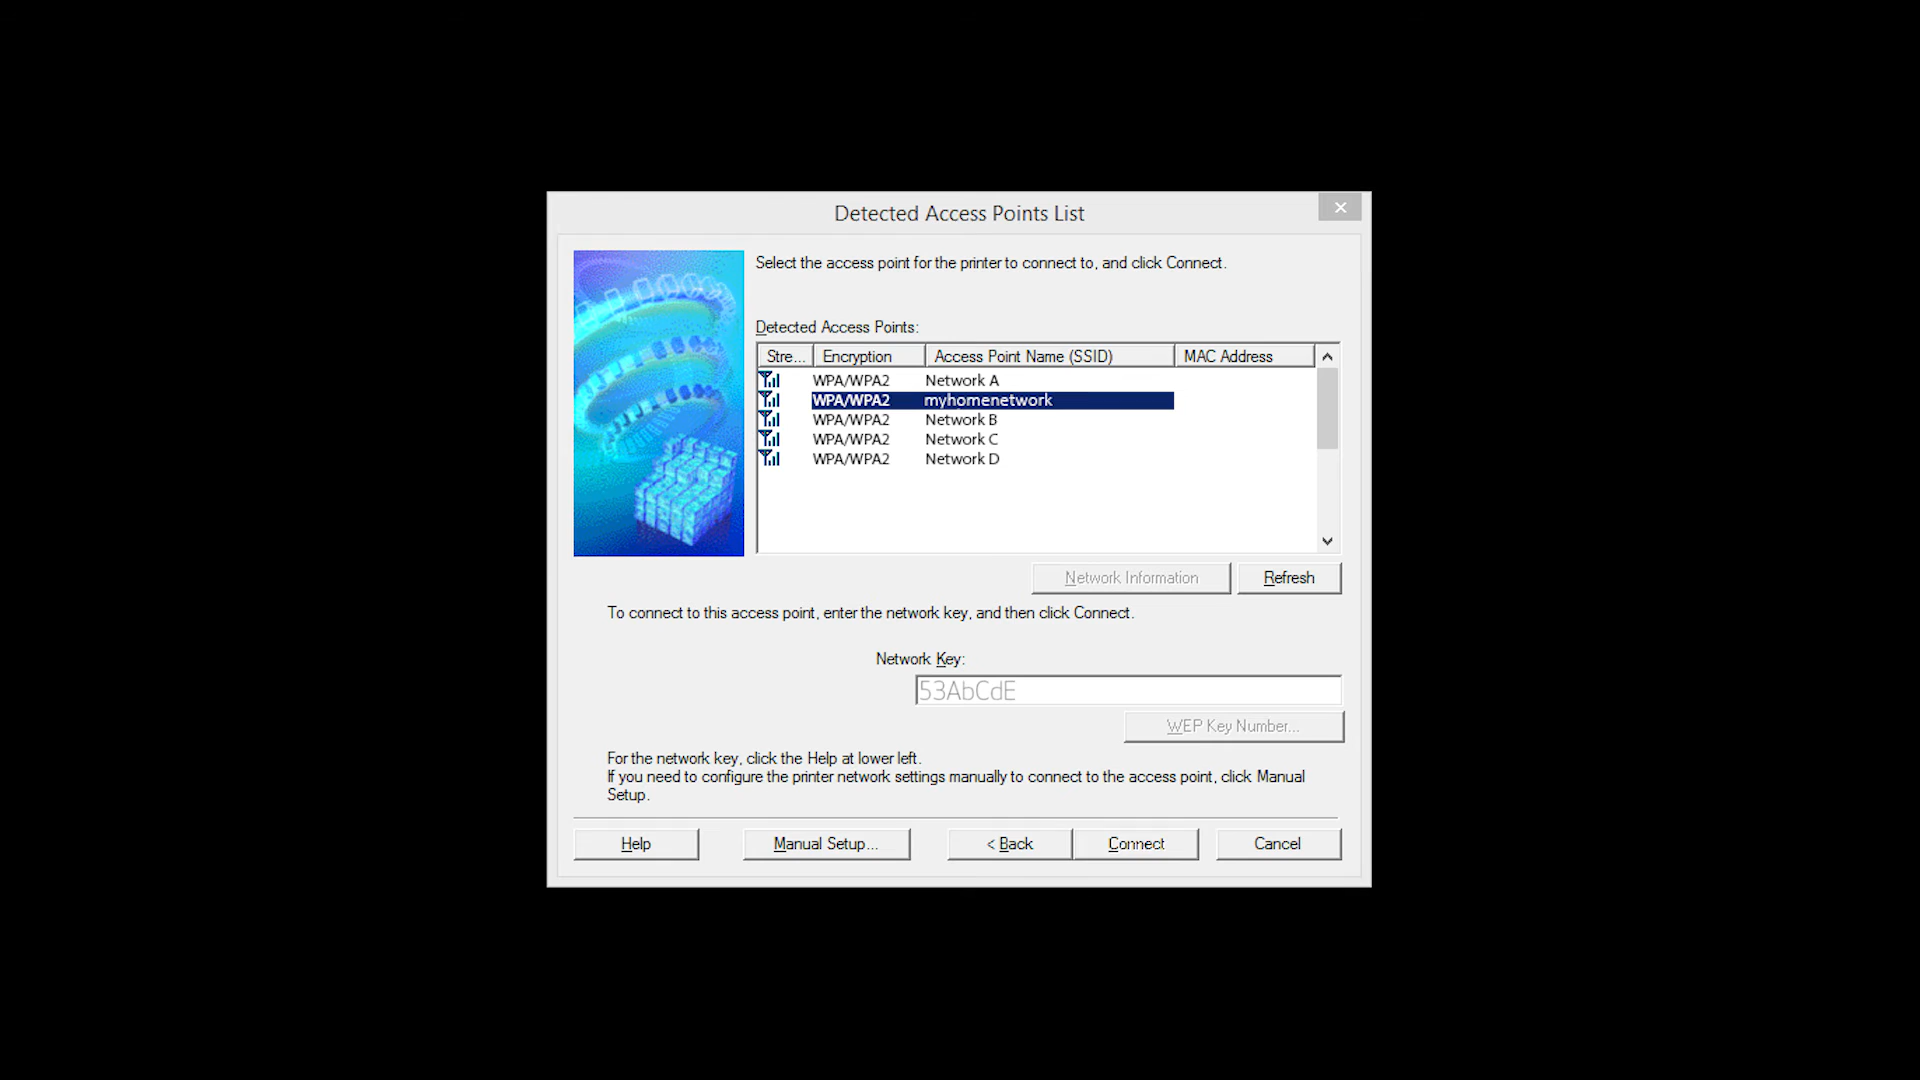 Detected Access Points List
Select the access point for the printer to connect to, and click Connect.
Detected Access Points:
Stre... Encryption Access Point Name (SSID) MAC Address
WPA/WPA2 Network A
WPA/WPA2 myhomenetwork
WPA/WPA2 Network B
WPA/WPA2 Network C
WPA/WPA2 Network D
Network Information Refresh
To connect to this access point, enter the network key, and then click Connect.
Network Key:
53AbCdE
WEP Key Number...
For the network key, click the Help at lower left.
If you need to configure the printer network settings manually to connect to the access point, click Manual
Setup.
Help Manual Setup... < Back Connect Cancel